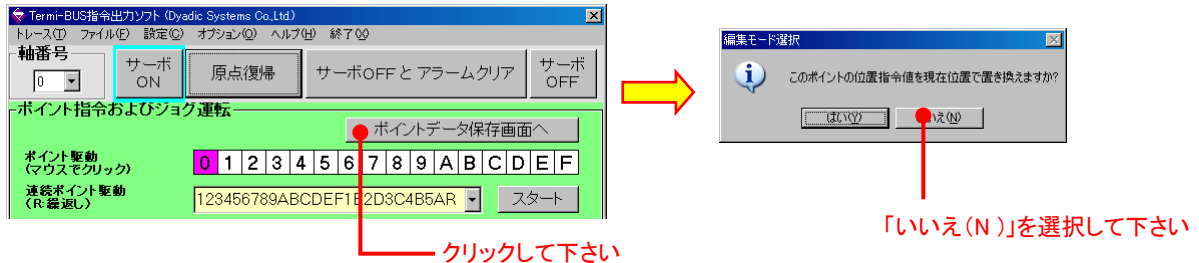 Termi-BUS指令出力ソフト (Dyadic Systems Co.,Ltd.)
トレース(T) ファイル(F) 設定(C) オプション(O) ヘルプ(H) 終了(X)
軸番号
0
サーボ
ON
原点復帰
サーボOFFと アラームクリア
サーボ
OFF
ポイント指令およびジョグ運転
ポイントデータ保存画面へ
ポイント駆動
(マウスでクリック)
0 1 2 3 4 5 6 7 8 9 A B C D E F
連続ポイント駆動
(R:繰返し)
123456789ABCDEF1E2D3C4B5AR
スタート
クリックして下さい
編集モード選択
このポイントの位置指令値を現在位置で置き換えますか?
はい(Y)
いいえ(N)
「いいえ(N )」を選択して下さい